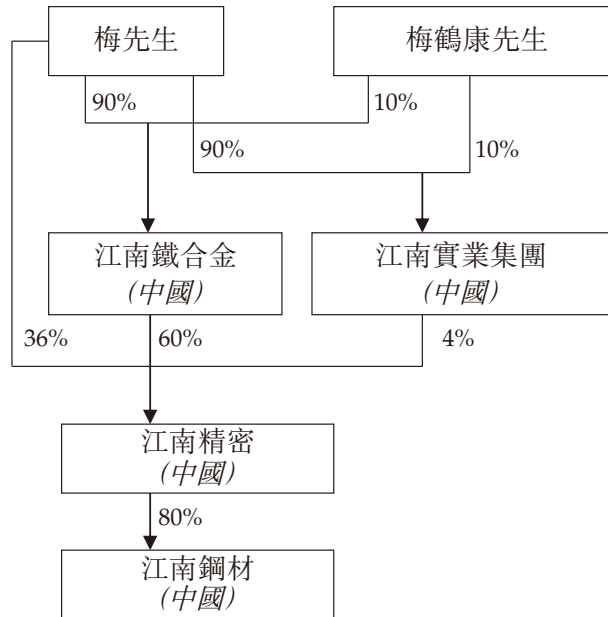 梅先生
梅鶴康先生
90%
10%
90%
10%
江南鐵合金
(中國)
江南實業集團
(中國)
36%
60%
4%
江南精密
(中國)
80%
江南鋼材
(中國)